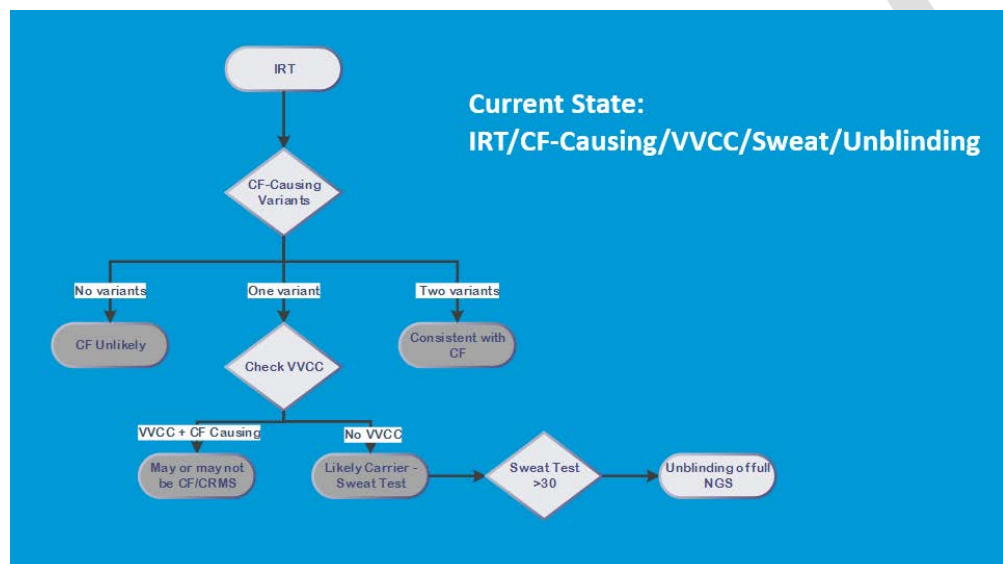 IRT
Current State:
IRT/CF-Causing/VVCC/Sweat/Unblinding
CF-Causing
Variants
No variants
One variant
Two variants
CF Unlikely
Check VVCC
Consistent with
CF
VVCC + CF Causing
No VVCC
May or may not
be CF/CRMS
Likely Carrier -
Sweat Test
Sweat Test
>30
Unblinding of full
NGS